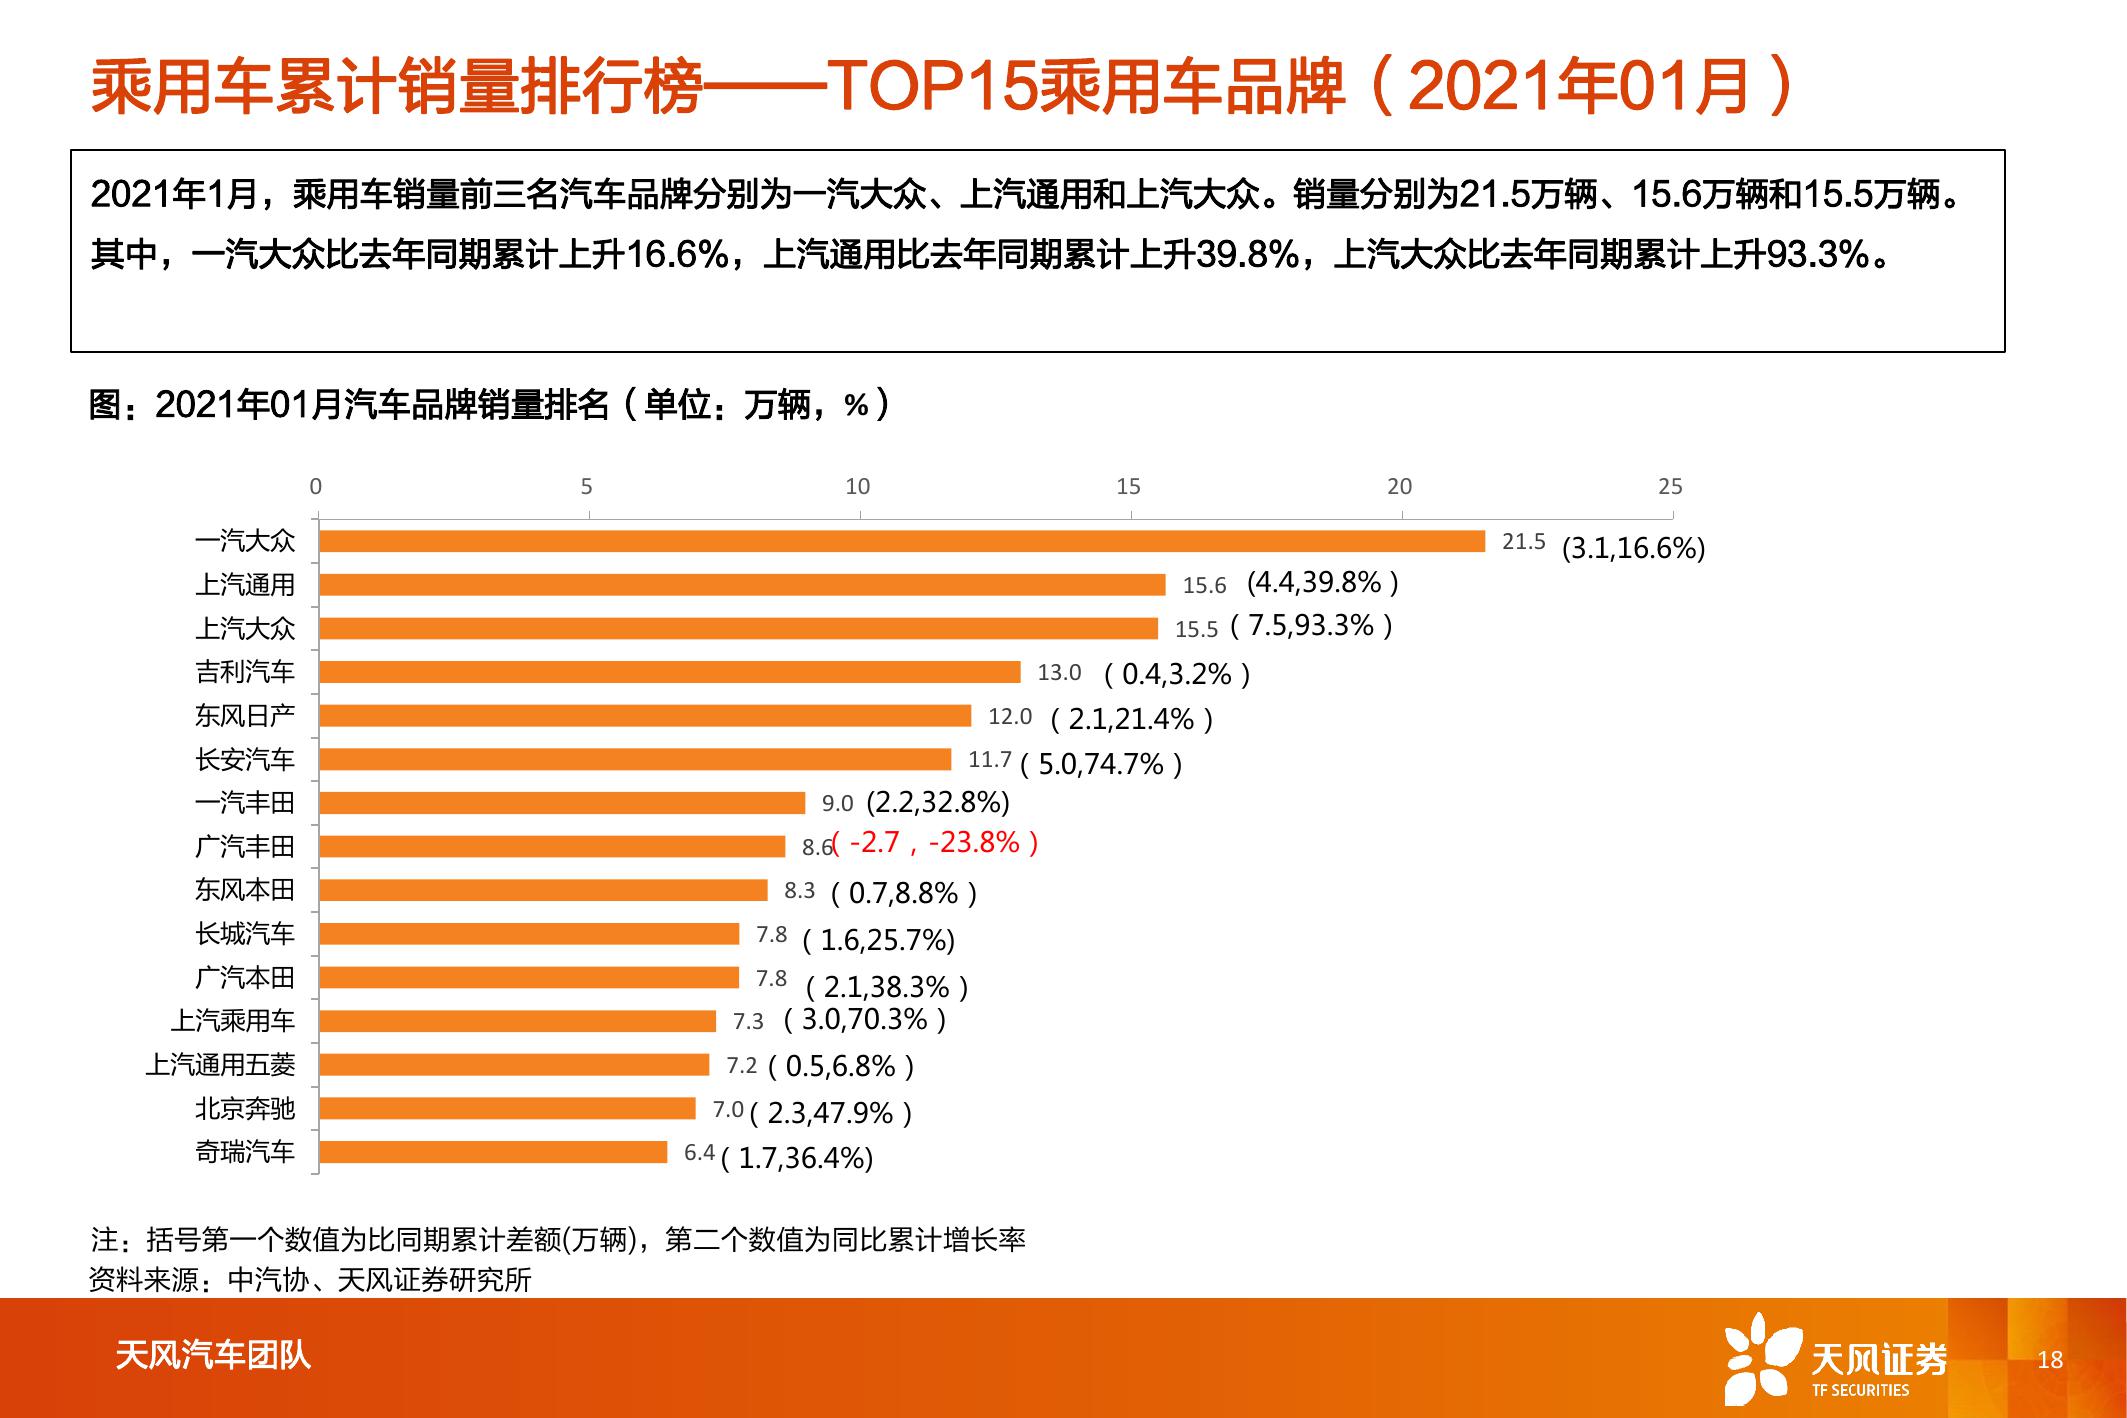 乘用车累计销量排行榜——TOP15乘用车品牌（2021年01月）
2021年1月，乘用车销量前三名汽车品牌分别为一汽大众、上汽通用和上汽大众。销量分别为21.5万辆、15.6万辆和15.5万辆。
其中，一汽大众比去年同期累计上升16.6%，上汽通用比去年同期累计上升39.8%，上汽大众比去年同期累计上升93.3%。
图：2021年01月汽车品牌销量排名（单位：万辆，%）
0 5 10 15 20 25
一汽大众 21.5 (3.1,16.6%)
上汽通用 15.6 (4.4,39.8%）
上汽大众 15.5（7.5,93.3%）
吉利汽车 13.0（0.4,3.2%）
东风日产 12.0（2.1,21.4%）
长安汽车 11.7（5.0,74.7%）
一汽丰田 9.0 (2.2,32.8%)
广汽丰田 8.6（-2.7，-23.8%）
东风本田 8.3（0.7,8.8%）
长城汽车 7.8（1.6,25.7%)
广汽本田 7.8（2.1,38.3%）
上汽乘用车 7.3（3.0,70.3%）
上汽通用五菱 7.2（0.5,6.8%）
北京奔驰 7.0（2.3,47.9%）
奇瑞汽车 6.4（1.7,36.4%)
注：括号第一个数值为比同期累计差额(万辆)，第二个数值为同比累计增长率
资料来源：中汽协、天风证券研究所
天风汽车团队
天风证券
TF SECURITIES
18